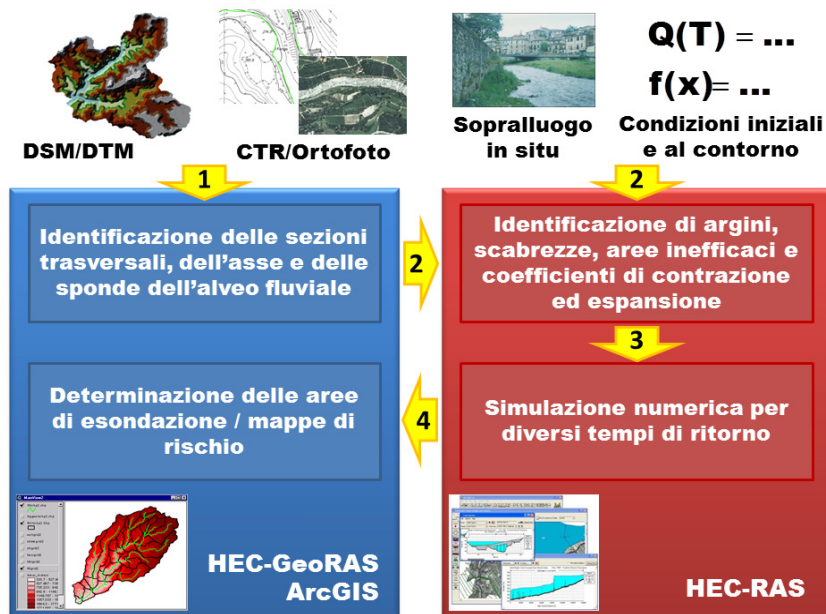 Q(T) = ...
f(x)= ...
DSM/DTM
CTR/Ortofoto
Sopralluogo
in situ
Condizioni iniziali
e al contorno
1
2
Identificazione delle sezioni
trasversali, dell'asse e delle
sponde dell'alveo fluviale
2
Identificazione di argini,
scabrezze, aree inefficaci e
coefficienti di contrazione
ed espansione
3
Determinazione delle aree
di esondazione / mappe di
rischio
4
Simulazione numerica per
diversi tempi di ritorno
HEC-GeoRAS
ArcGIS
HEC-RAS